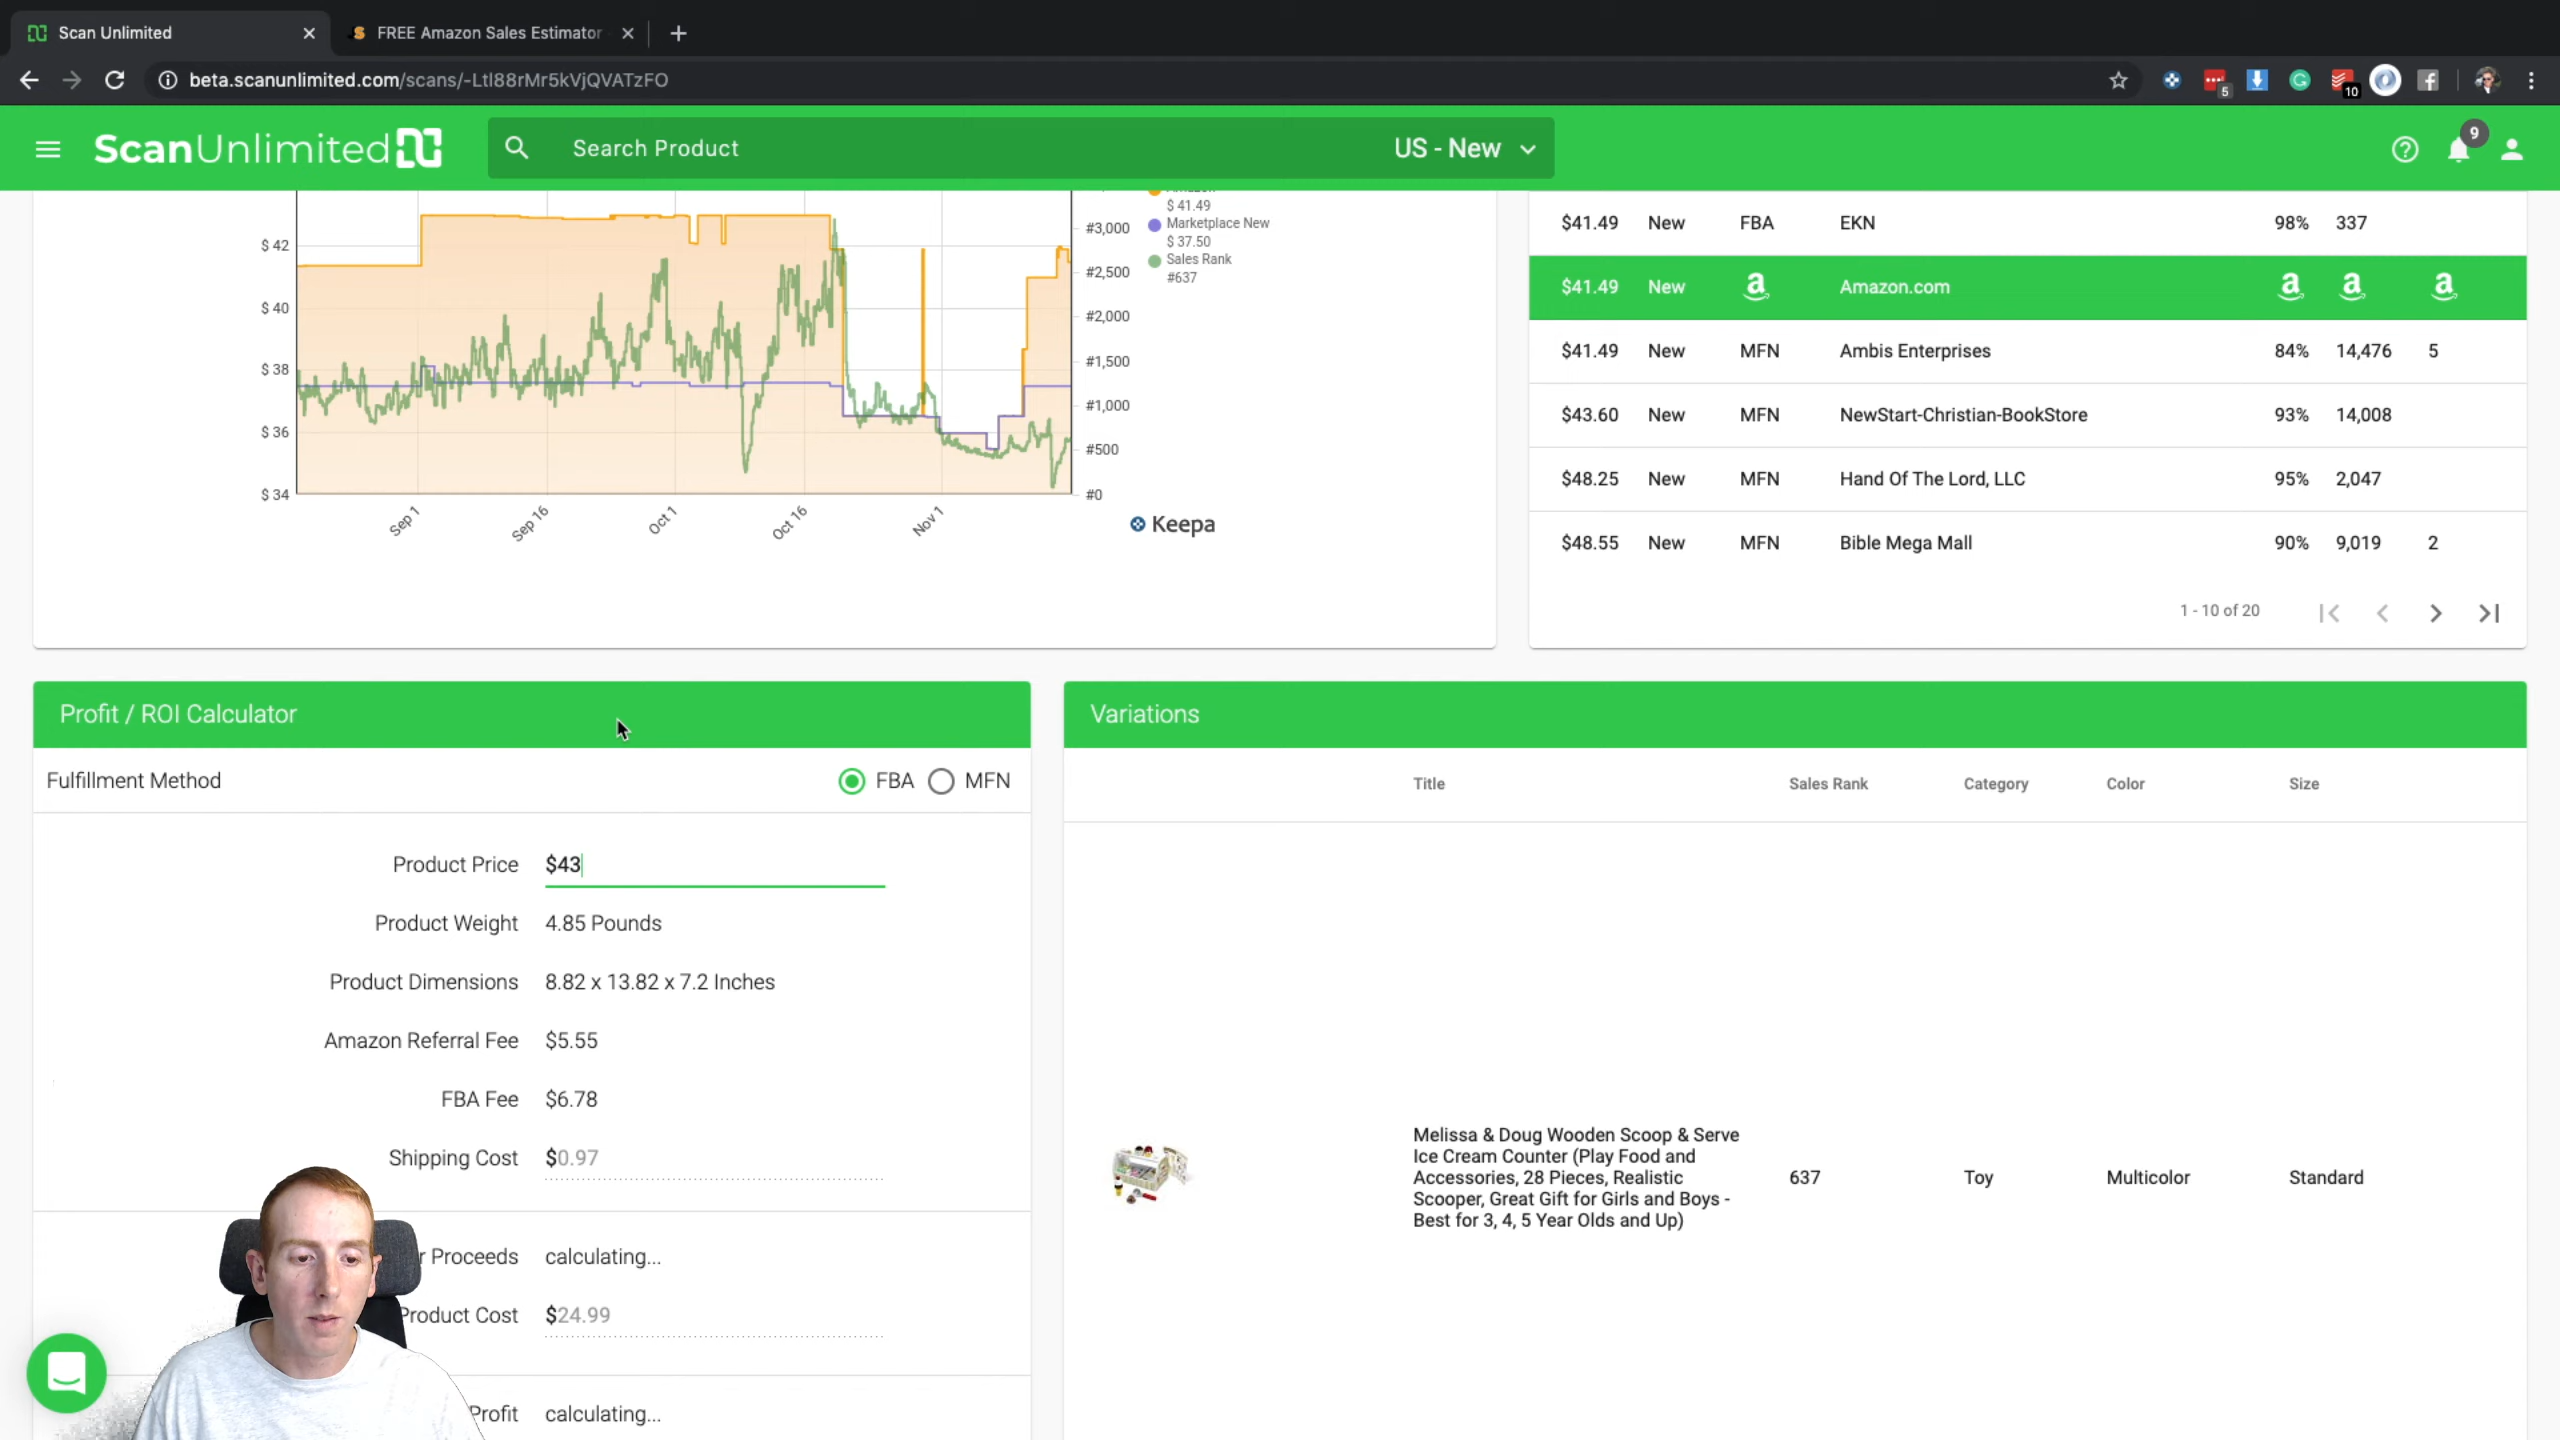 Scan Unlimited
FREE Amazon Sales Estimator
beta.scanunlimited.com/scans/-Ltl88rMr5kVjQVATzFO
5
10
ScanUnlimited
Search Product
US - New
9
$ 42
$ 40
$ 38
$ 36
$ 34
#3,000
#2,500
#2,000
#1,500
#1,000
#500
#0
Sep 1
Sep 16
Oct 1
Oct 16
Nov 1
$ 41.49
Marketplace New
$ 37.50
Sales Rank
#637
Keepa
$41.49 New FBA EKN 98% 337
$41.49 New a Amazon.com a a a
$41.49 New MFN Ambis Enterprises 84% 14,476 5
$43.60 New MFN NewStart-Christian-BookStore 93% 14,008
$48.25 New MFN Hand Of The Lord, LLC 95% 2,047
$48.55 New MFN Bible Mega Mall 90% 9,019 2
1 - 10 of 20
Profit / ROI Calculator
Fulfillment Method FBA MFN
Product Price $43
Product Weight 4.85 Pounds
Product Dimensions 8.82 x 13.82 x 7.2 Inches
Amazon Referral Fee $5.55
FBA Fee $6.78
Shipping Cost $0.97
r Proceeds calculating...
Product Cost $24.99
Profit calculating...
Variations
Title Sales Rank Category Color Size
Melissa & Doug Wooden Scoop & Serve
Ice Cream Counter (Play Food and
Accessories, 28 Pieces, Realistic
Scooper, Great Gift for Girls and Boys -
Best for 3, 4, 5 Year Olds and Up)
637 Toy Multicolor Standard